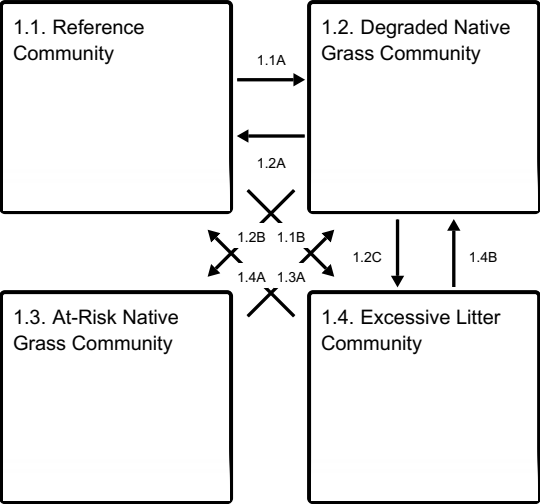 1.1. Reference
Community
1.2. Degraded Native
Grass Community
1.1A
1.2A
1.2B
1.1B
1.2C
1.4B
1.4A
1.3A
1.3. At-Risk Native
Grass Community
1.4. Excessive Litter
Community